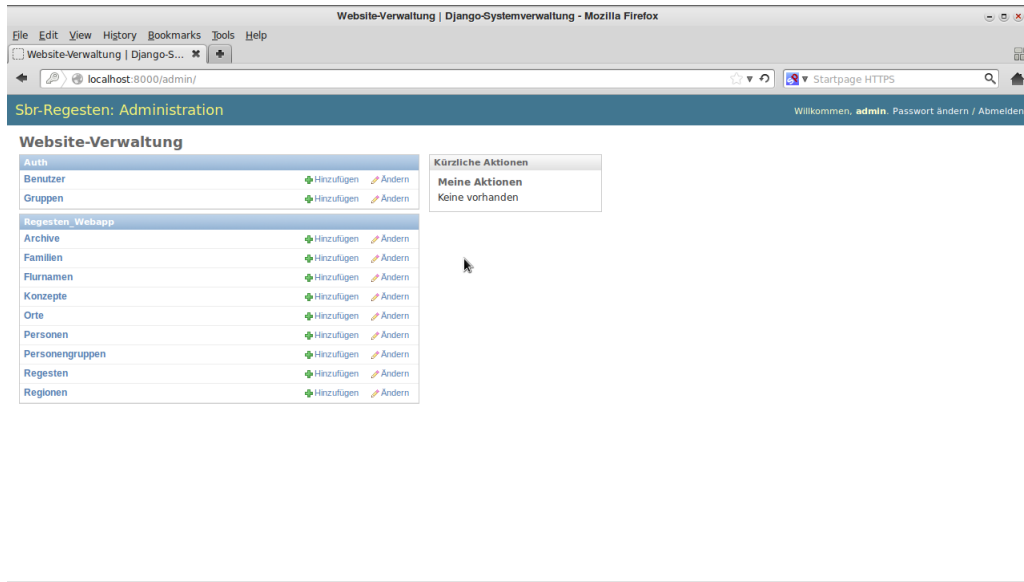 Website-Verwaltung | Django-Systemverwaltung - Mozilla Firefox
File Edit View History Bookmarks Tools Help
Website-Verwaltung | Django-S...
localhost:8000/admin/
Startpage HTTPS
Sbr-Regesten: Administration
Willkommen, admin. Passwort ändern / Abmelden
Website-Verwaltung
Auth
Benutzer Hinzufügen Ändern
Gruppen Hinzufügen Ändern
Kürzliche Aktionen
Meine Aktionen
Keine vorhanden
Regesten_Webapp
Archive Hinzufügen Ändern
Familien Hinzufügen Ändern
Flurnamen Hinzufügen Ändern
Konzepte Hinzufügen Ändern
Orte Hinzufügen Ändern
Personen Hinzufügen Ändern
Personengruppen Hinzufügen Ändern
Regesten Hinzufügen Ändern
Regionen Hinzufügen Ändern